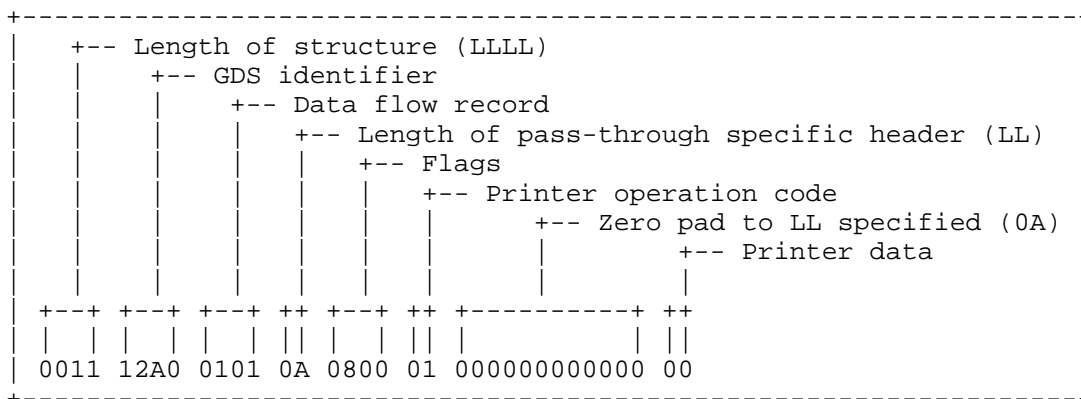 +------------------------------------------------------------------
|   +-- Length of structure (LLLL)
|   |    +-- GDS identifier
|   |    |    +-- Data flow record
|   |    |    |   +-- Length of pass-through specific header (LL)
|   |    |    |   |   +-- Flags
|   |    |    |   |   |   +-- Printer operation code
|   |    |    |   |   |   |      +-- Zero pad to LL specified (0A)
|   |    |    |   |   |   |      |        +-- Printer data
|   |    |    |   |   |   |      |        |
| +--+ +--+ +--+ ++ +--+ ++ +----------+ ++
| |  | |  | |  | || |  | || |          | ||
| 0011 12A0 0101 0A 0800 01 000000000000 00
+------------------------------------------------------------------